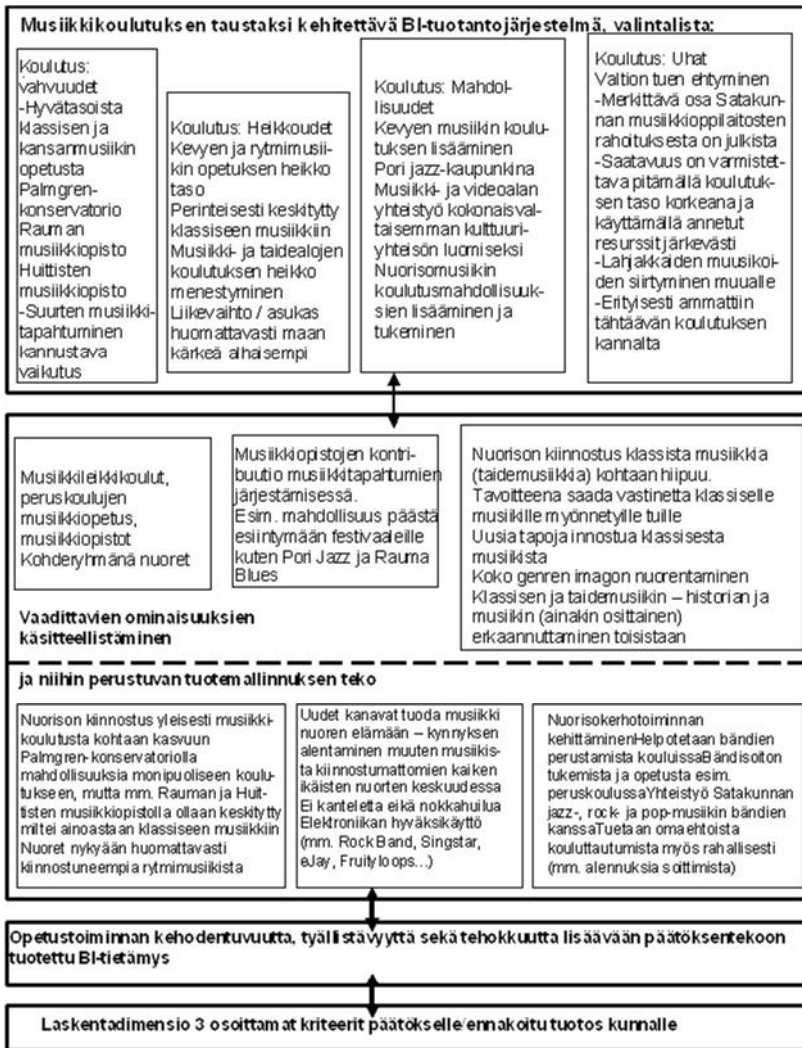 Musiikkikoulutuksen taustaksi kehitettävä BI-tuotantojärjestelmä, valintalista:
Koulutus:
vahvuudet
-Hyvätasoista
klassisen ja
kansanmusiikin
opetusta
Palmgren-
konservatorio
Rauman
musiikkiopisto
Huittisten
musiikkiopisto
-Suurten musiikki-
tapahtuminen
kannustava
vaikutus
Koulutus: Heikkoudet
Kevyen ja rytmimusii-
kin opetuksen heikko
taso
Perinteisesti keskitytty
klassiseen musiikkiin
Musiikki- ja taidealojen
koulutuksen heikko
menestyminen
Liikevaihto / asukas
huomattavasti maan
kärkeä alhaisempi
Koulutus: Mahdol-
lisuudet
Kevyen musiikin koulu-
tuksen lisääminen
Pori jazz-kaupunkina
Musiikki- ja videoalan
yhteistyö kokonaisval-
taisemman kulttuuri-
yhteisön luomiseksi
Nuorisomusiikin
koulutusmahdollisuuk-
sien lisääminen ja
tukeminen
Koulutus: Uhat
Valtion tuen ehtyminen
-Merkittävä osa Satakun-
nan musiikkioppilaitosten
rahoituksesta on julkista
-Saatavuus on varmistet-
tava pitämällä koulutuk-
sen taso korkeana ja
käyttämällä annetut
resurssit järkevästi
-Lahjakkaiden muusikoi-
den siirtyminen muualle
-Erityisesti ammattiin
tähtäävän koulutuksen
kannalta
Musiikkileikkikoulut,
peruskoulujen
musiikkiopetus,
musiikkiopistot
Kohderyhmänä nuoret
Musiikkiopistojen kontri-
buutio musiikkitapahtumien
järjestämisessä.
Esim. mahdollisuus päästä
esiintymään festivaaleille
kuten Pori Jazz ja Rauma
Blues
Nuorison kiinnostus klassista musiikkia
(taidemusiikkia) kohtaan hiipuu.
Tavoitteena saada vastinetta klassiselle
musiikille myönnetylle tuille
Uusia tapoja innostua klassisesta
musiikista
Koko genren imagon nuorentaminen
Klassisen ja taidemusiikin – historian ja
musiikin (ainakin osittainen)
erkaannuttaminen toisistaan
Vaadittavien ominaisuuksien
käsitteellistäminen
ja niihin perustuvan tuotemallinnuksen teko
Nuorison kiinnostus yleisesti musiikki-
koulutusta kohtaan kasvuun
Palmgren-konservatoriolla
mahdollisuuksia monipuoliseen koulu-
tukseen, mutta mm. Rauman ja Huit-
tisten musiikkiopistolla ollaan keskitytty
miltei ainoastaan klassiseen musiikkiin
Nuoret nykyään huomattavasti
kiinnostuneempia rytmimusiikista
Uudet kanavat tuoda musiikki
nuoren elämään – kynnyksen
alentaminen muuten musiikis-
ta kiinnostumattomien kaiken
ikäisten nuorten keskuudessa
Ei kanteletta eikä nokkahuilua
Elektroniikan hyväksikäyttö
(mm. Rock Band, Singstar,
eJay, Fruityloops...)
Nuorisokerhotoiminnan
kehittäminenHelpotetaan bändien
perustamista kouluissaBändisoiton
tukemista ja opetusta esim.
peruskoulussaYhteistyö Satakunnan
jazz-, rock- ja pop-musiikin bändien
kanssaTuetaan omaehtoista
kouluttautumista myös rahallisesti
(mm. alennuksia soittimista)
Opetustoiminnan kehodentuvuutta, työllistävyyttä sekä tehokkuutta lisäävään päätöksentekoon
tuotettu BI-tietämys
Laskentadimensio 3 osoittamat kriteerit päätökselle/ennakoitu tuotos kunnalle